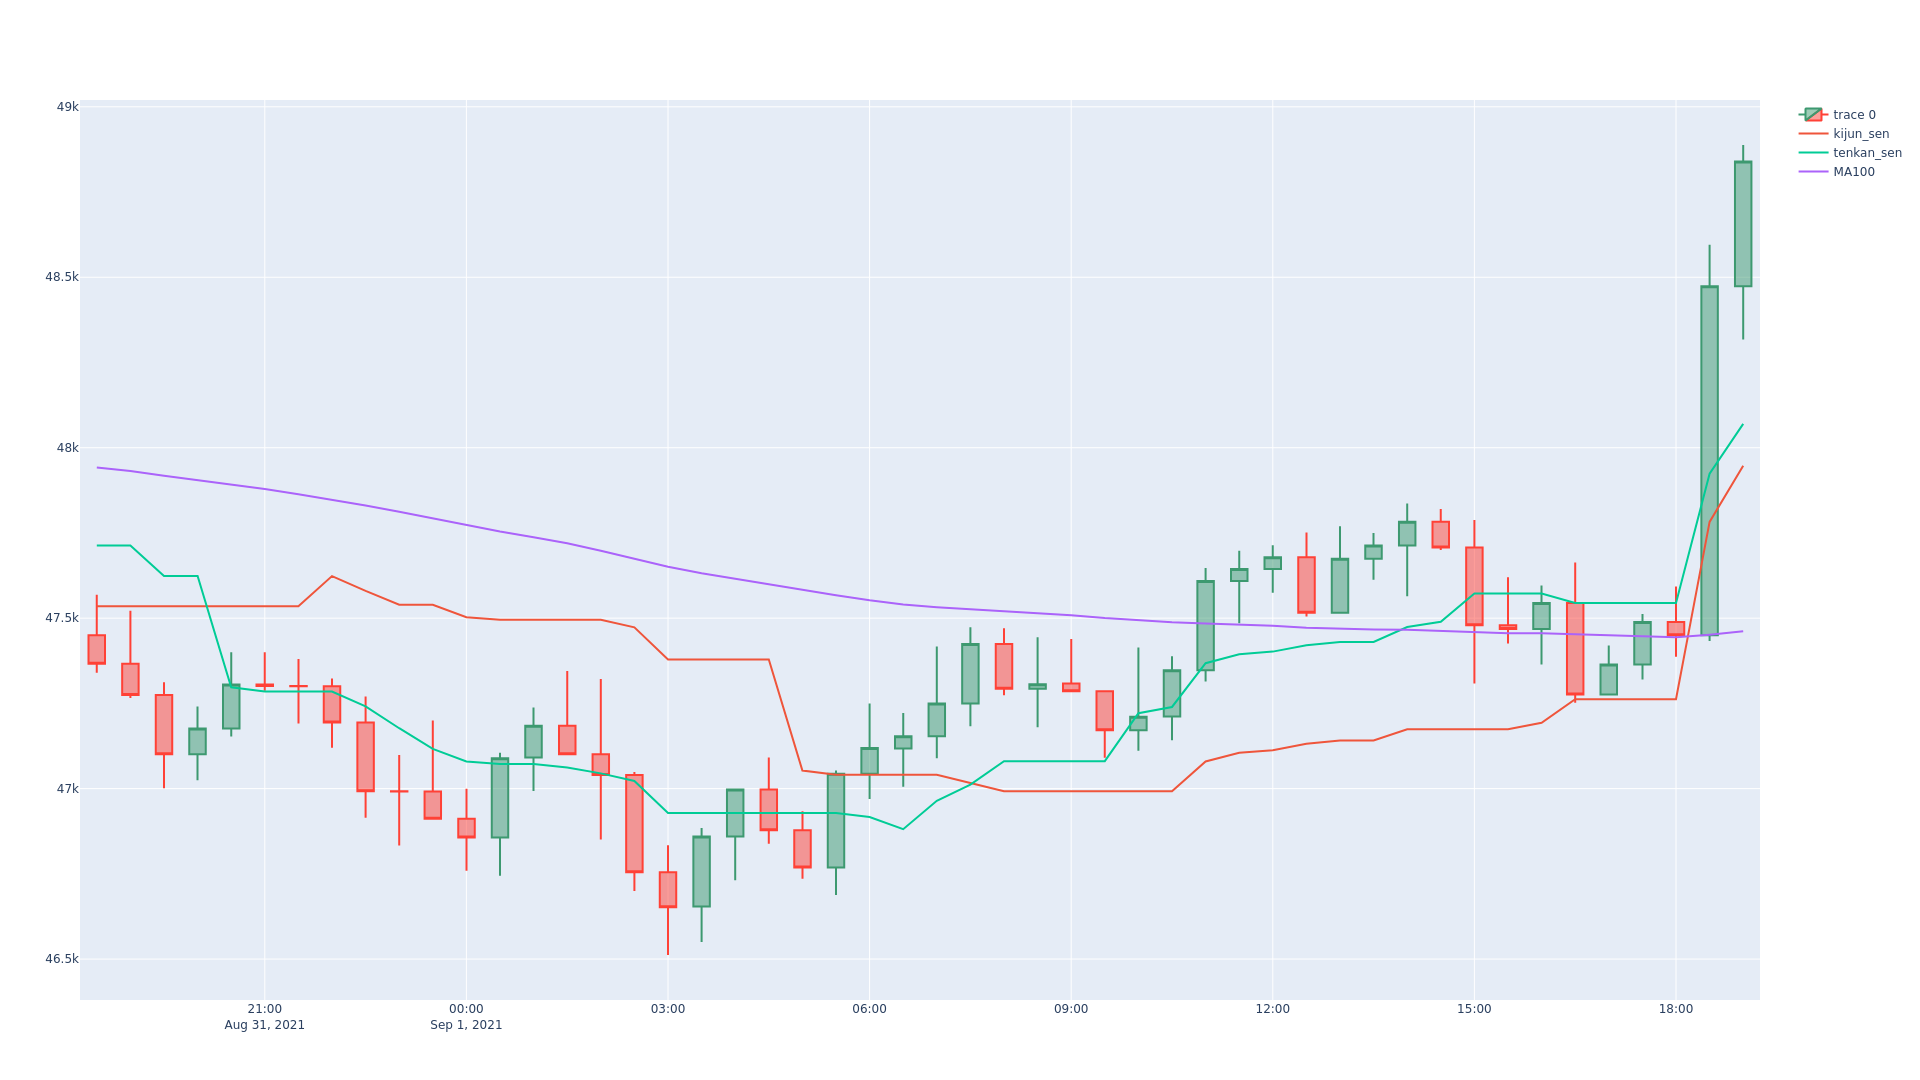 49k
48.5k
48k
47.5k
47k
46.5k
21:00
Aug 31, 2021
00:00
Sep 1, 2021
03:00
06:00
09:00
12:00
15:00
18:00
trace 0
kijun_sen
tenkan_sen
MA100